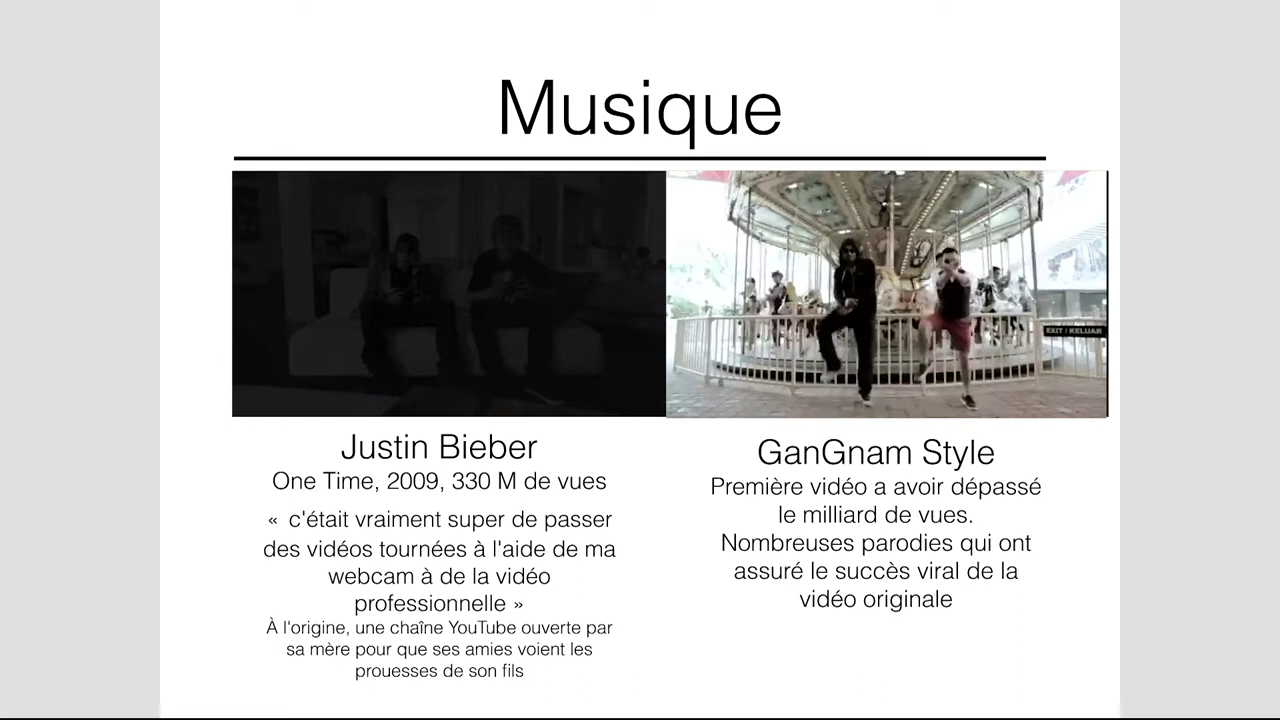 Musique
EXIT / KELUAR
Justin Bieber
One Time, 2009, 330 M de vues
« c'était vraiment super de passer
des vidéos tournées à l'aide de ma
webcam à de la vidéo
professionnelle »
À l'origine, une chaîne YouTube ouverte par
sa mère pour que ses amies voient les
prouesses de son fils
GanGnam Style
Première vidéo a avoir dépassé
le milliard de vues.
Nombreuses parodies qui ont
assuré le succès viral de la
vidéo originale